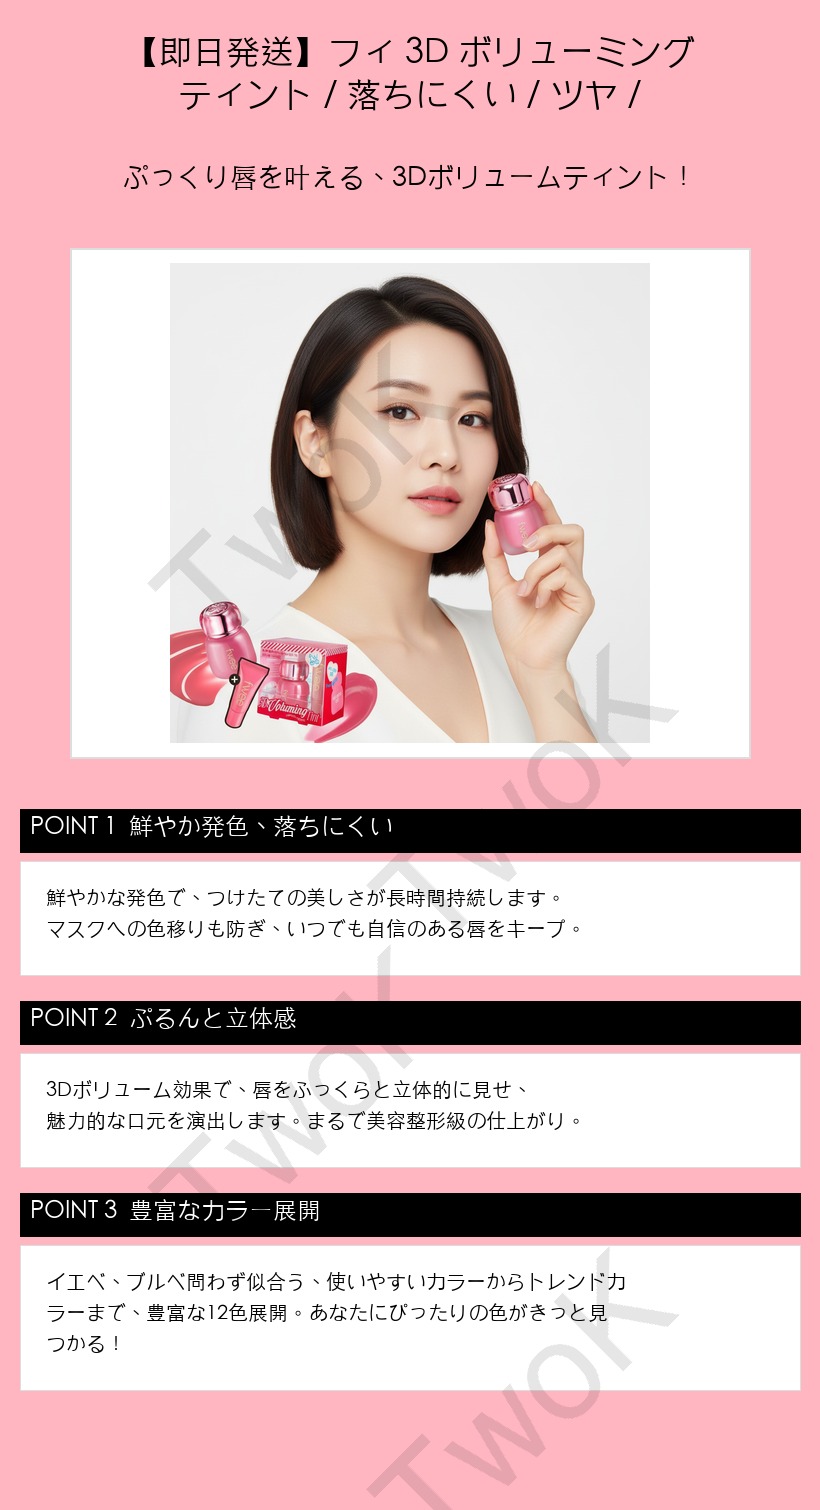 【即日発送】フィ 3D ボリューミング
ティント / 落ちにくい / ツヤ /
ぷっくり唇を叶える、3Dボリュームティント！
3D Voluming Tint
TwoK
TwoK
POINT 1 鮮やか発色、落ちにくい
鮮やかな発色で、つけたての美しさが長時間持続します。
マスクへの色移りも防ぎ、いつでも自信のある唇をキープ。
POINT 2 ぷるんと立体感
3Dボリューム効果で、唇をふっくらと立体的に見せ、
魅力的な口元を演出します。まるで美容整形級の仕上がり。
TwoK
POINT 3 豊富なカラー展開
イエベ、ブルベ問わず似合う、使いやすいカラーからトレンドカ
ラーまで、豊富な12色展開。あなたにぴったりの色がきっと見
つかる！
TwoK